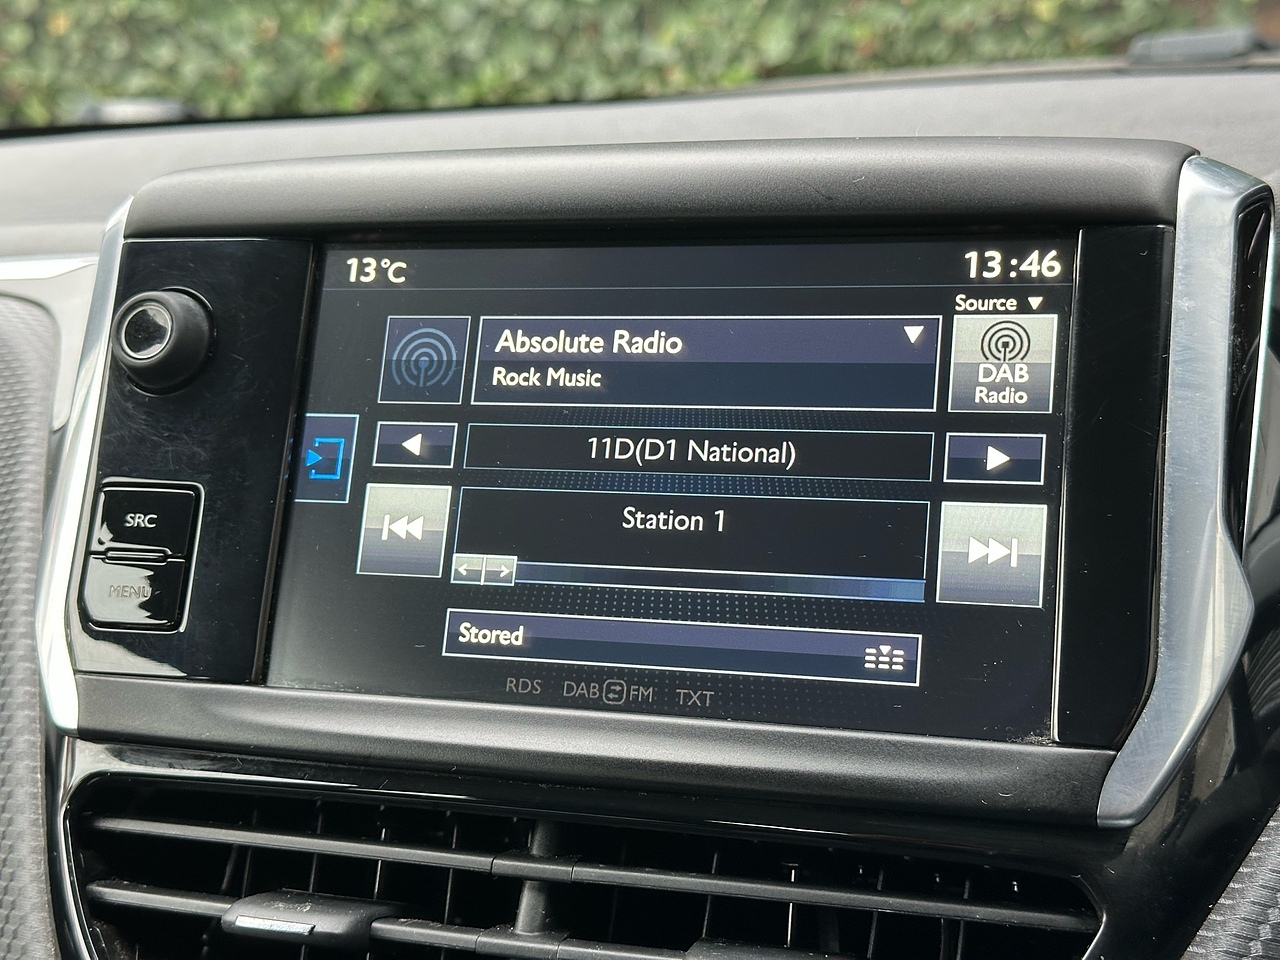 13°C
13:46
Source
Absolute Radio
Rock Music
DAB
Radio
11D(D1 National)
SRC
Station 1
MENU
Stored
RDS DAB FM TXT